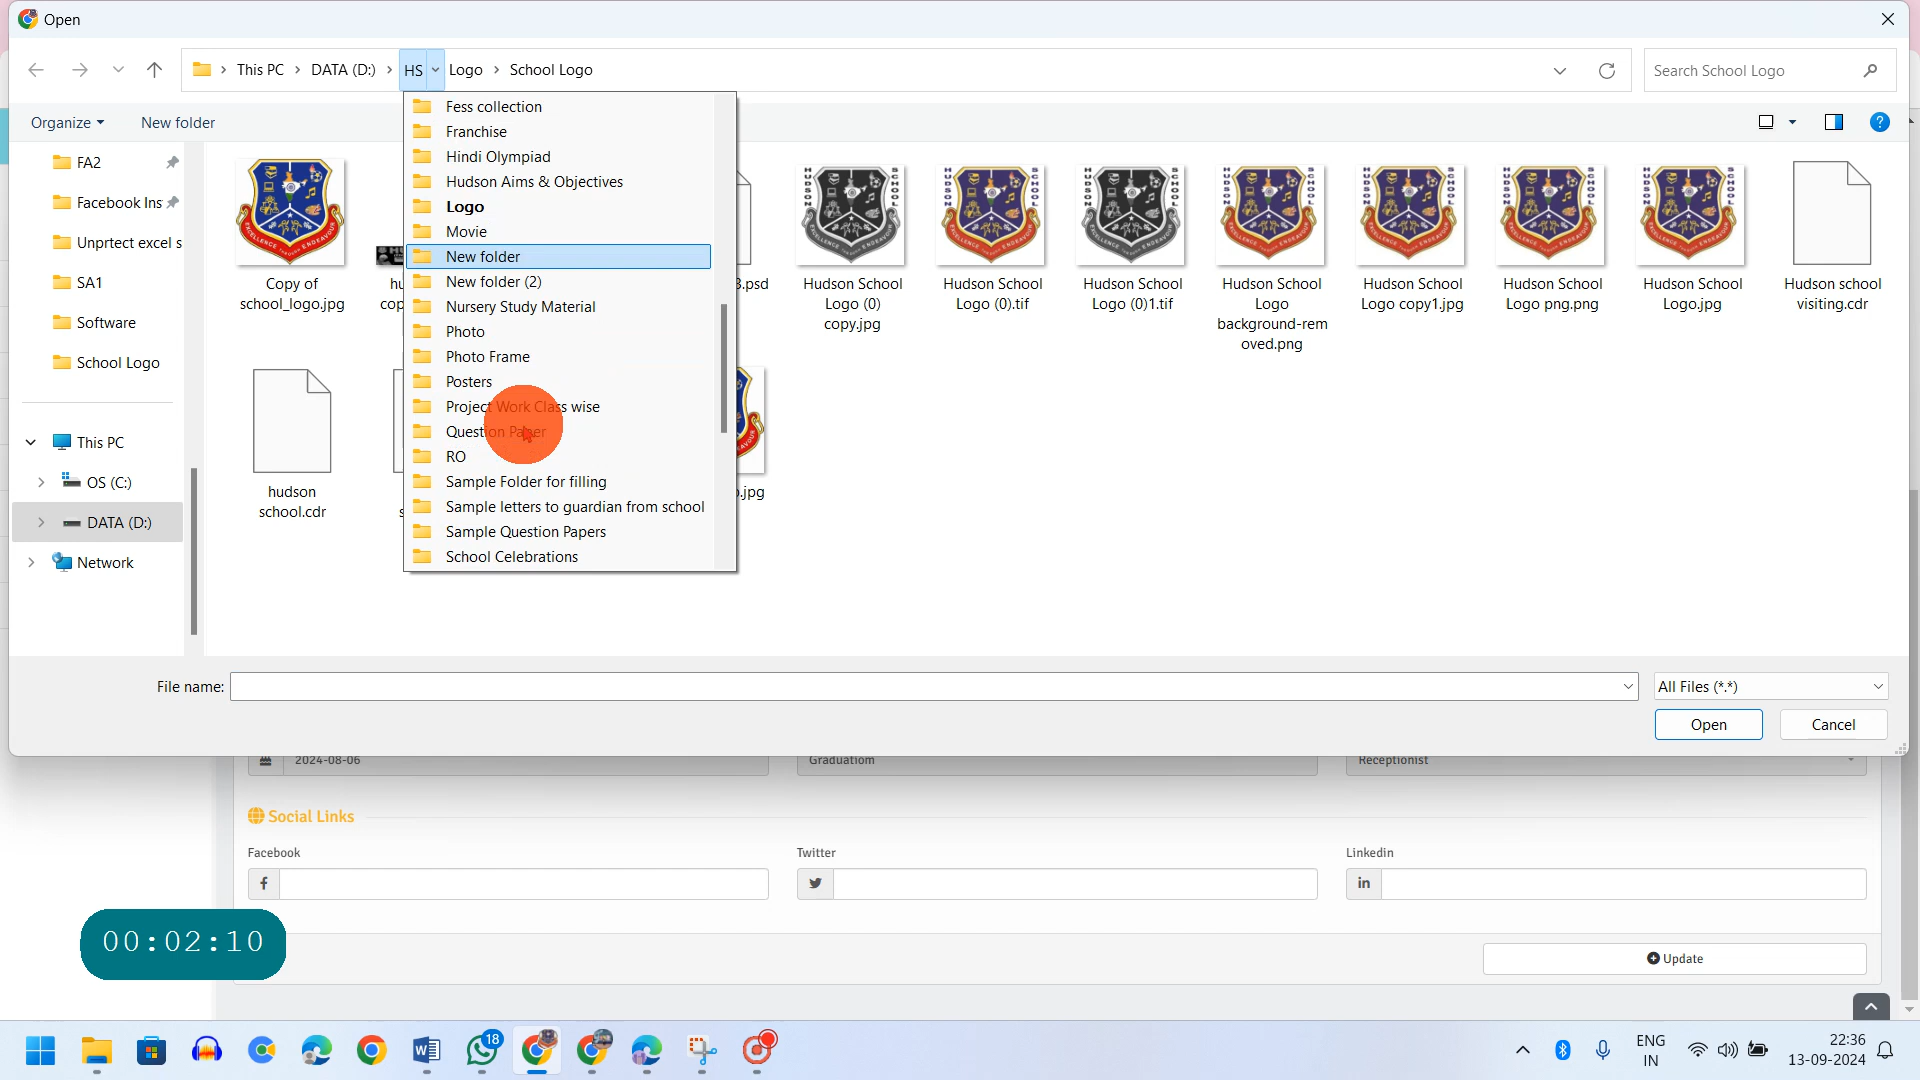 Open
This PC
DATA (D:)
HS
Logo
School Logo
Search School Logo
Organize
New folder
FA2
Facebook Ins
Unprtect excel s
SA1
Software
School Logo
This PC
OS (C:)
DATA (D:)
Network
Fess collection
Franchise
Hindi Olympiad
Hudson Aims & Objectives
Logo
Movie
New folder
New folder (2)
Nursery Study Material
Photo
Photo Frame
Posters
Project Work Class wise
Question Paper
RO
Sample Folder for filling
Sample letters to guardian from school
Sample Question Papers
School Celebrations
Copy of
school_logo.jpg
hu
cop
3.psd
Hudson School
Logo (0)
copy.jpg
Hudson School
Logo (0).tif
Hudson School
Logo (0)1.tif
Hudson School
Logo
background-rem
oved.png
Hudson School
Logo copy1.jpg
Hudson School
Logo png.png
Hudson School
Logo.jpg
Hudson school
visiting.cdr
hudson
school.cdr
.jpg
File name:
All Files (*.*)
Open
Cancel
2024-08-06
Graduatiom
Receptionist
Social Links
Facebook
Twitter
Linkedin
00:02:10
Update
18
ENG
IN
22:36
13-09-2024